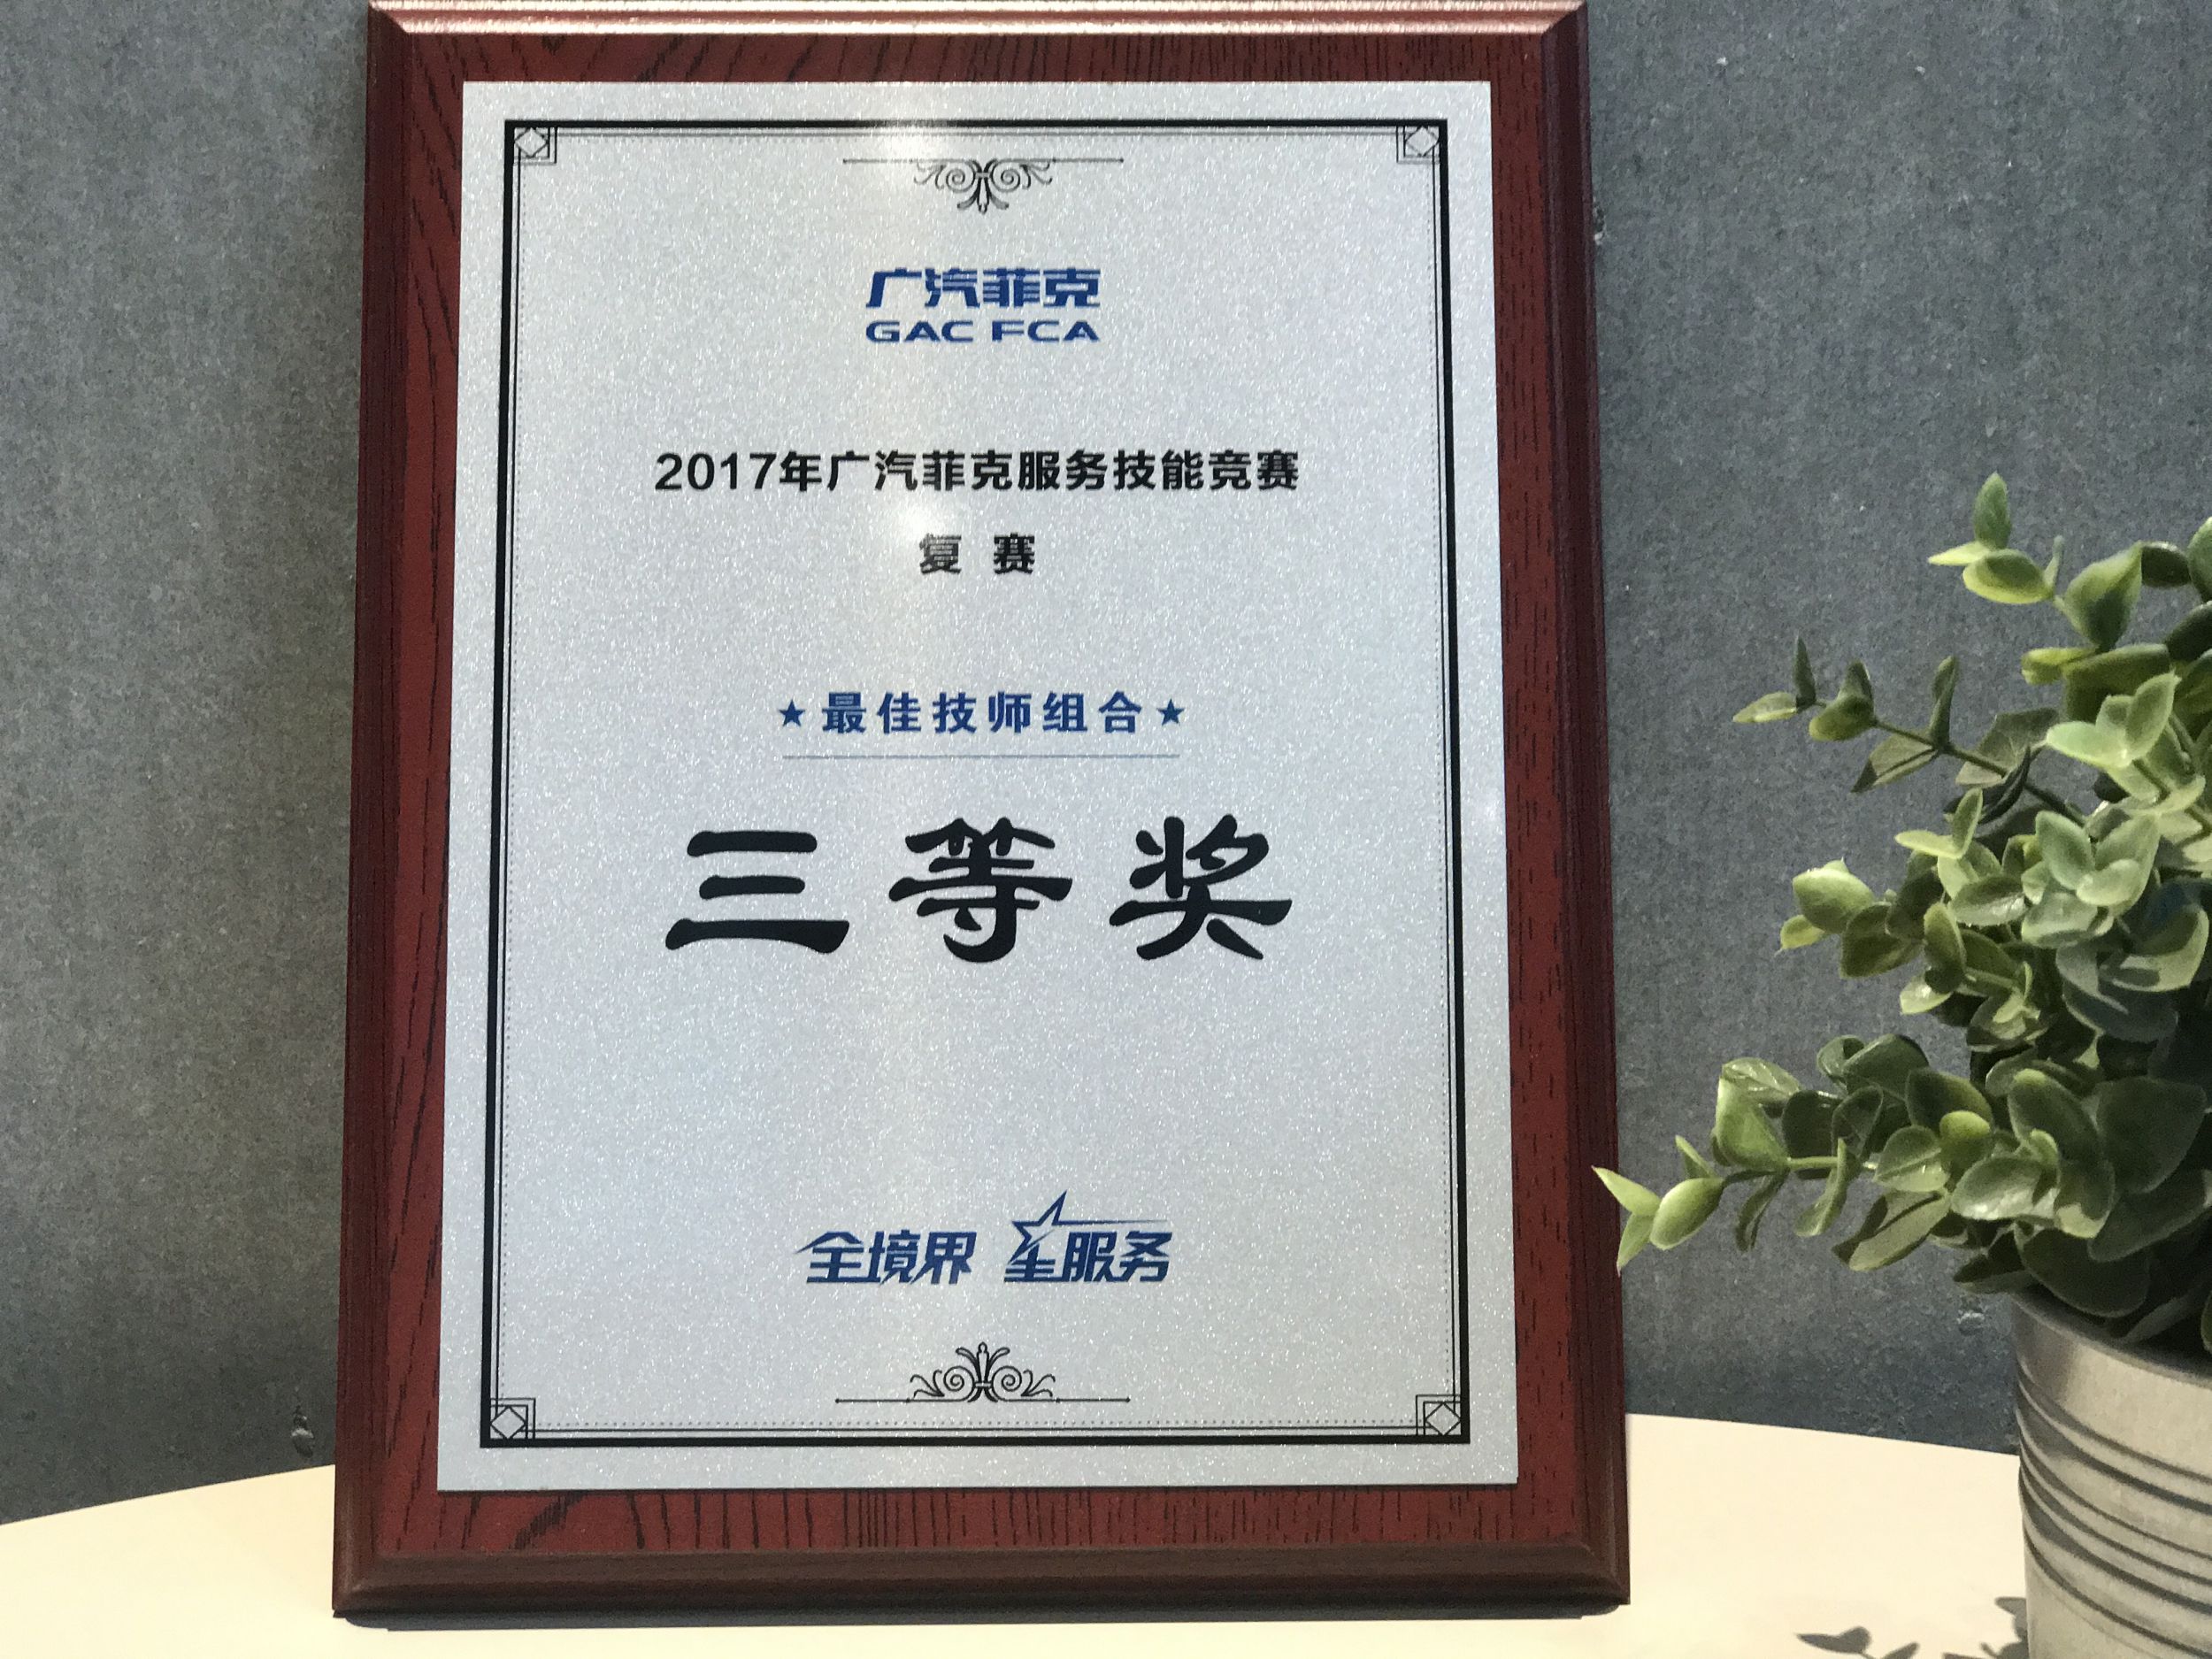 广汽菲克
GAC FCA
2017年广汽菲克服务技能竞赛
复赛
★最佳技师组合★
三等奖
全境界 星服务